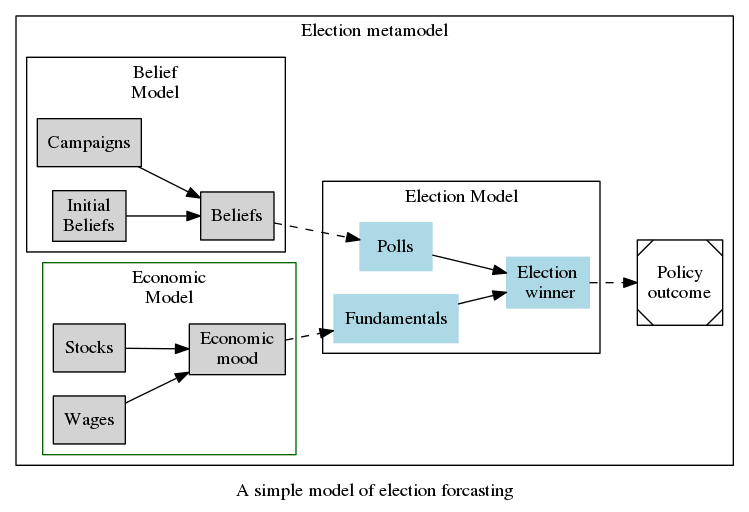 Election metamodel
Belief
Model
Campaigns
Initial
Beliefs
Beliefs
Economic
Model
Stocks
Wages
Economic
mood
Election Model
Polls
Fundamentals
Election
winner
Policy
outcome
A simple model of election forcasting